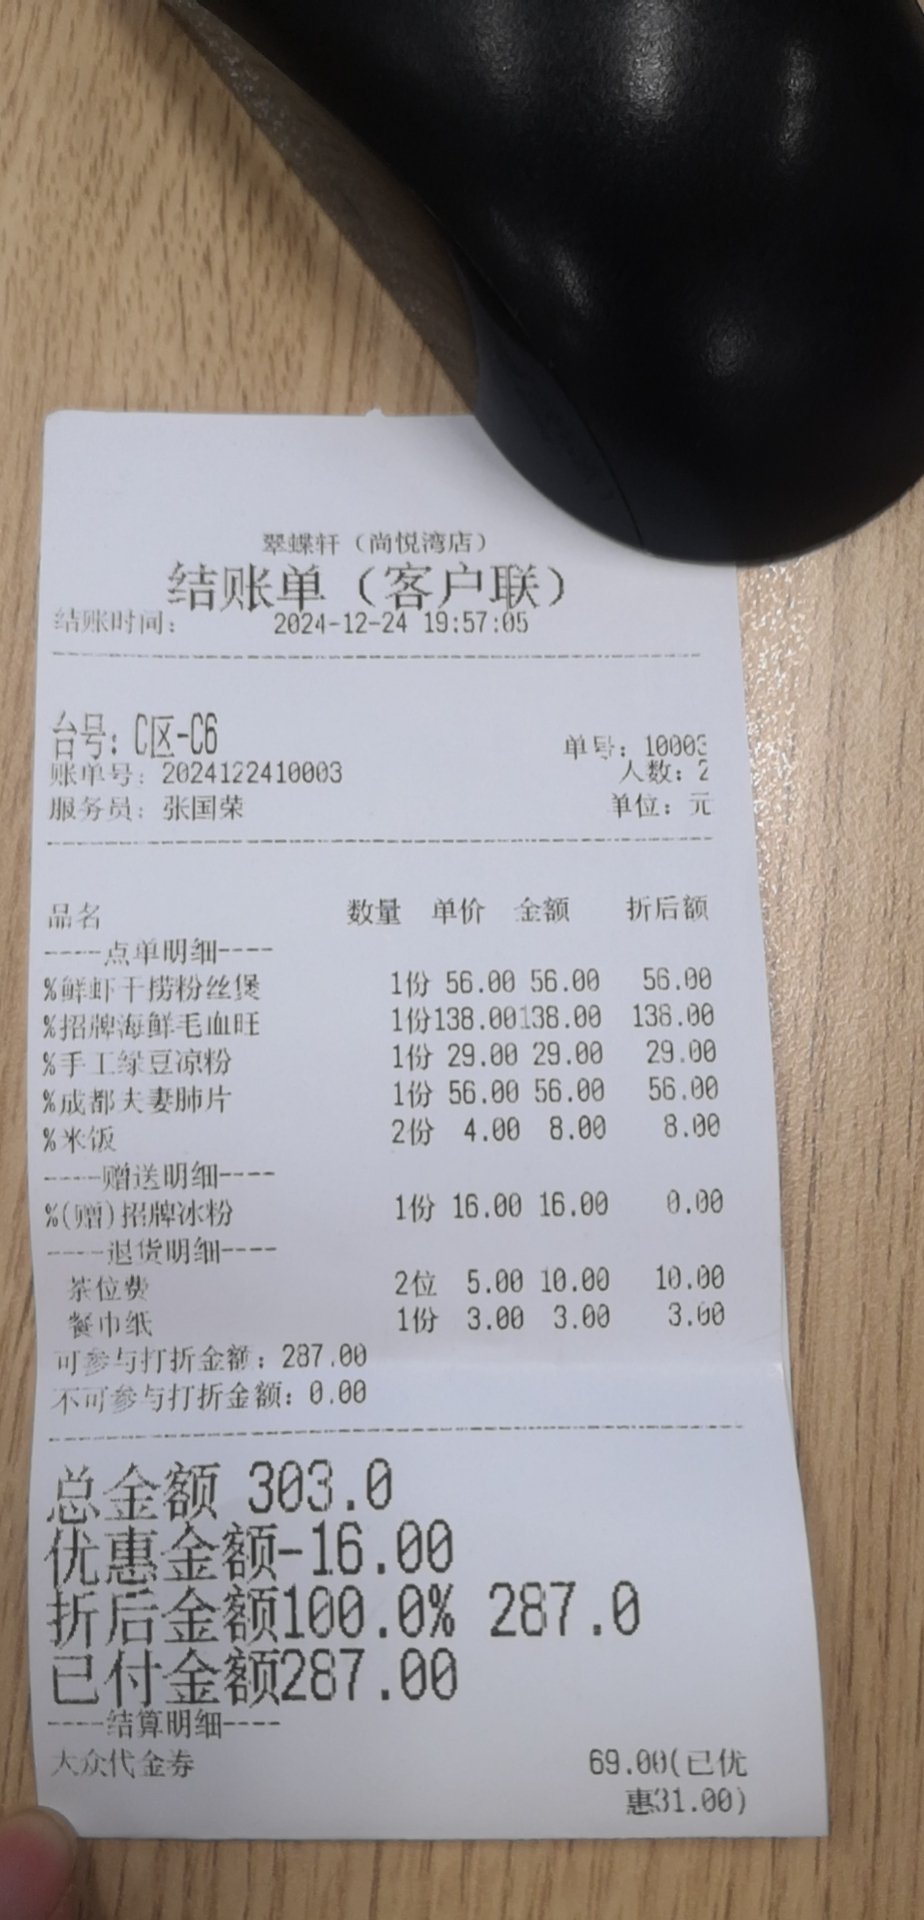 翠蝶轩（尚悦湾店）
结账单（客户联）
结账时间： 2024-12-24 19:57:05
台号：C区-C6
单号：10003
账单号：2024122410003
人数：2
服务员：张国荣
单位：元
品名 数量 单价 金额 折后额
----点单明细----
%鲜虾干捞粉丝煲 1份 56.00 56.00 56.00
%招牌海鲜毛血旺 1份138.00138.00 138.00
%手工绿豆凉粉 1份 29.00 29.00 29.00
%成都夫妻肺片 1份 56.00 56.00 56.00
%米饭 2份 4.00 8.00 8.00
----赠送明细----
%(赠)招牌冰粉 1份 16.00 16.00 0.00
----退货明细----
茶位费 2位 5.00 10.00 10.00
餐巾纸 1份 3.00 3.00 3.00
可参与打折金额：287.00
不可参与打折金额：0.00
总金额 303.0
优惠金额-16.00
折后金额100.0% 287.0
已付金额287.00
----结算明细----
大众代金券 69.00(已优
惠31.00)